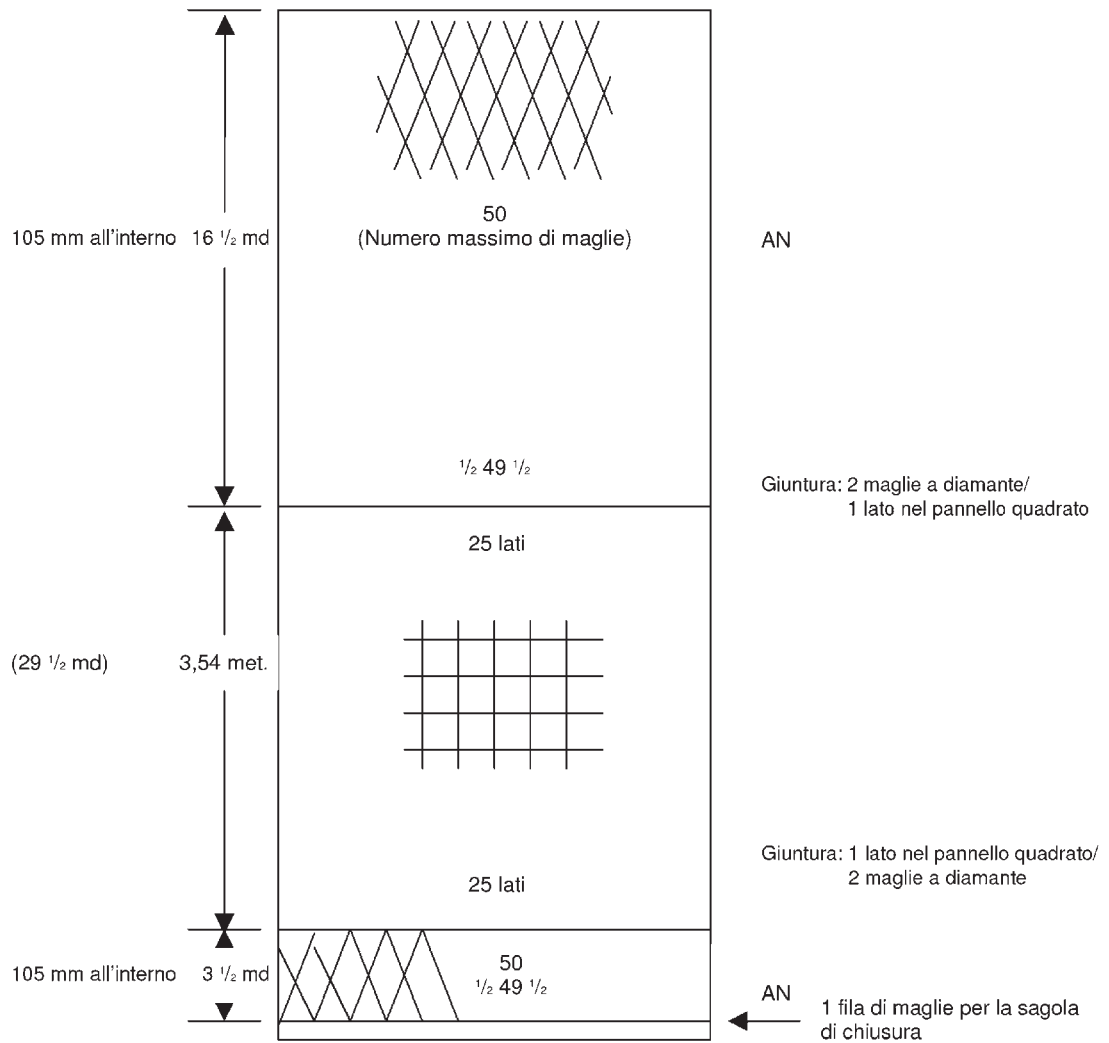 50
105 mm all'interno 16 1/2 md (Numero massimo di maglie) AN
1/2 49 1/2
Giuntura: 2 maglie a diamante/
1 lato nel pannello quadrato
25 lati
(29 1/2 md) 3,54 met.
Giuntura: 1 lato nel pannello quadrato/
2 maglie a diamante
25 lati
50
105 mm all'interno 3 1/2 md
1/2 49 1/2
AN
1 fila di maglie per la sagola
di chiusura